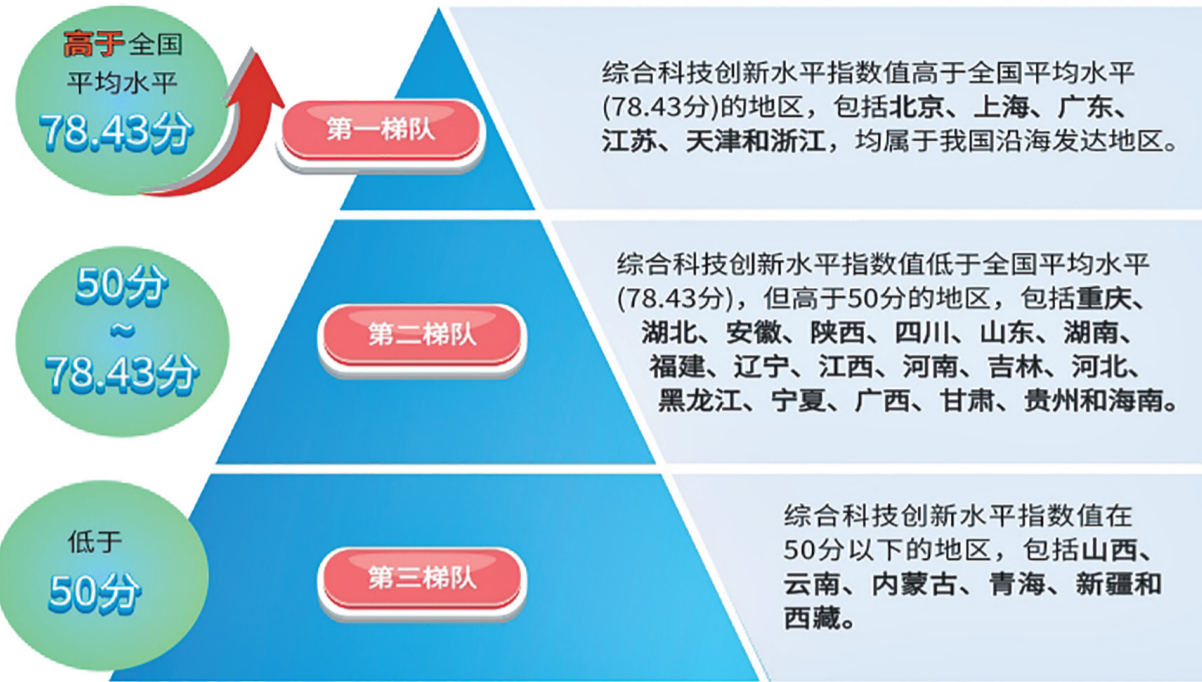 高于全国
平均水平
78.43分
第一梯队
综合科技创新水平指数值高于全国平均水平
(78.43分)的地区，包括北京、上海、广东、
江苏、天津和浙江，均属于我国沿海发达地区。
50分
~
78.43分
第二梯队
综合科技创新水平指数值低于全国平均水平
(78.43分)，但高于50分的地区，包括重庆、
湖北、安徽、陕西、四川、山东、湖南、
福建、辽宁、江西、河南、吉林、河北、
黑龙江、宁夏、广西、甘肃、贵州和海南。
低于
50分
第三梯队
综合科技创新水平指数值在
50分以下的地区，包括山西、
云南、内蒙古、青海、新疆和
西藏。